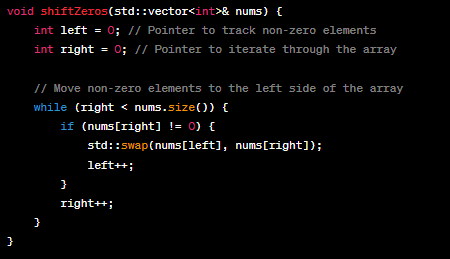 void shiftZeros(std::vector<int>& nums) {
    int left = 0; // Pointer to track non-zero elements
    int right = 0; // Pointer to iterate through the array

    // Move non-zero elements to the left side of the array
    while (right < nums.size()) {
        if (nums[right] != 0) {
            std::swap(nums[left], nums[right]);
            left++;
        }
        right++;
    }
}